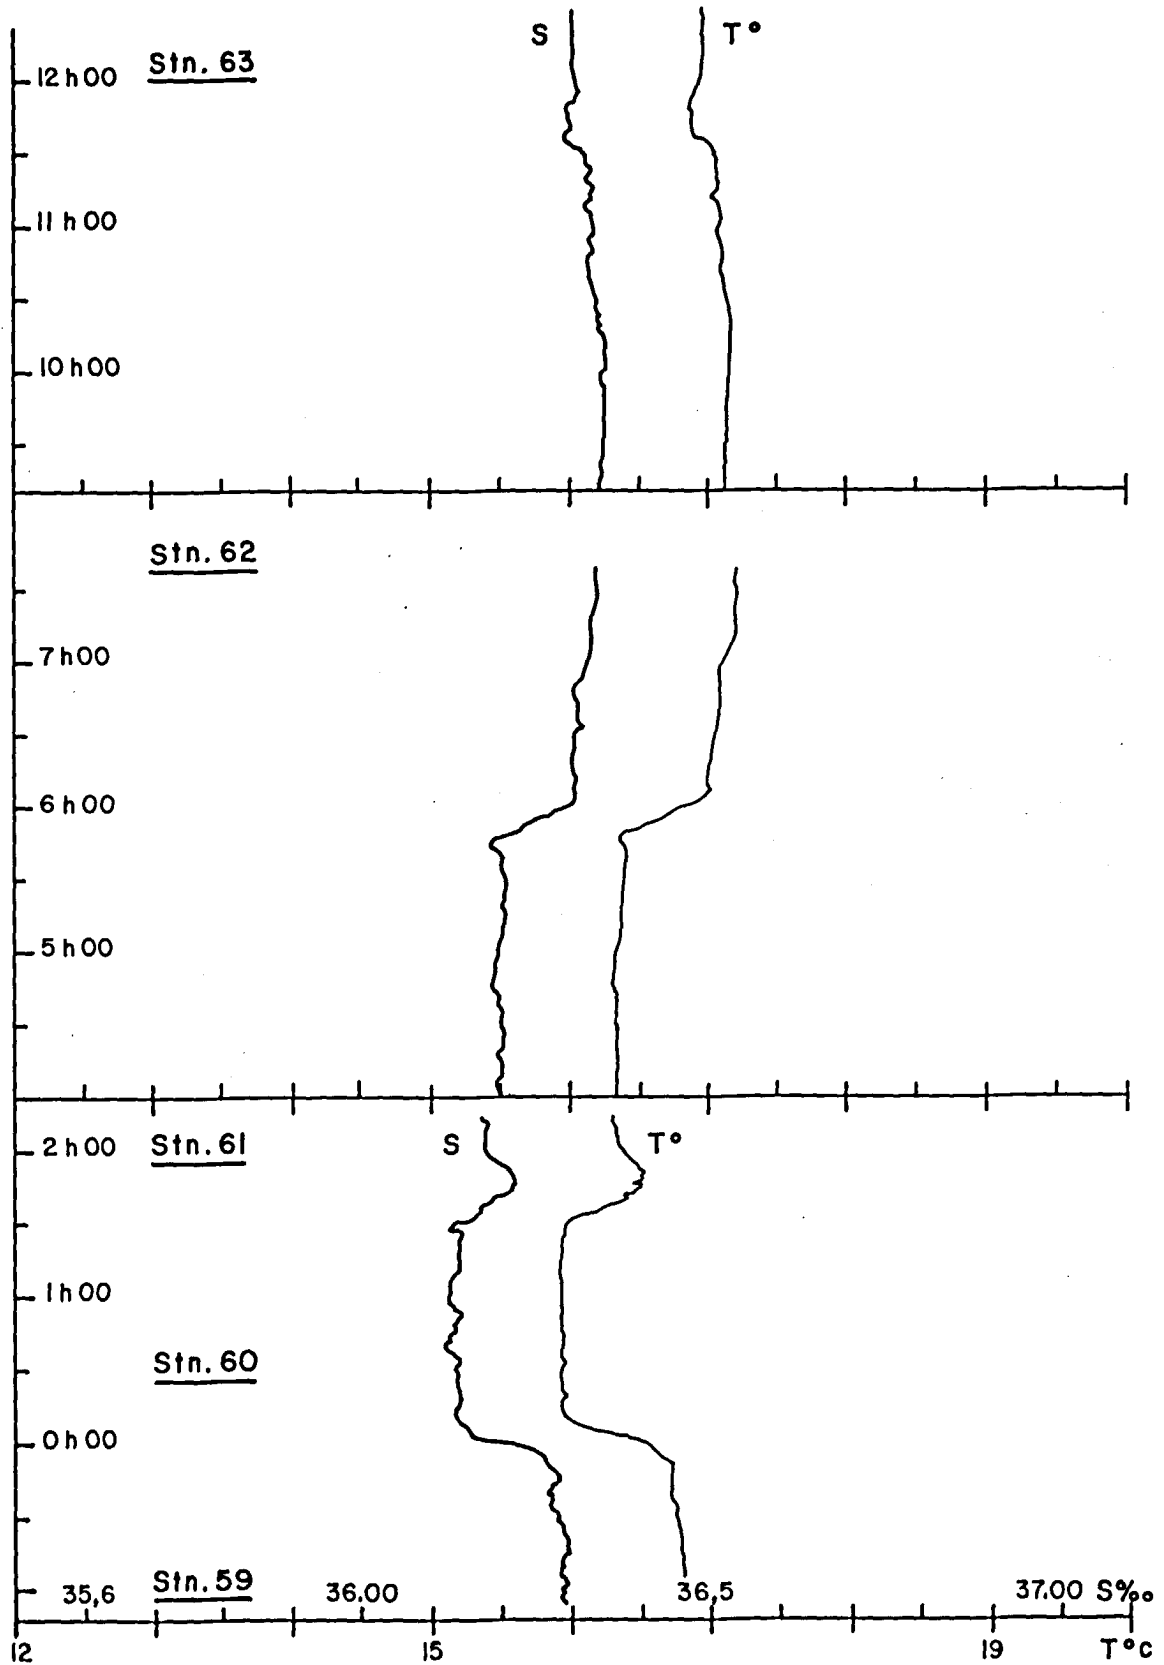 S T°
12h00 Stn. 63
11h00
10h00
Stn. 62
7h00
6h00
5h00
2h00 Stn. 61 S T°
1h00
Stn. 60
0h00
35,6 Stn. 59 36.00 36,5 37.00 S‰
12 15 19 T°c